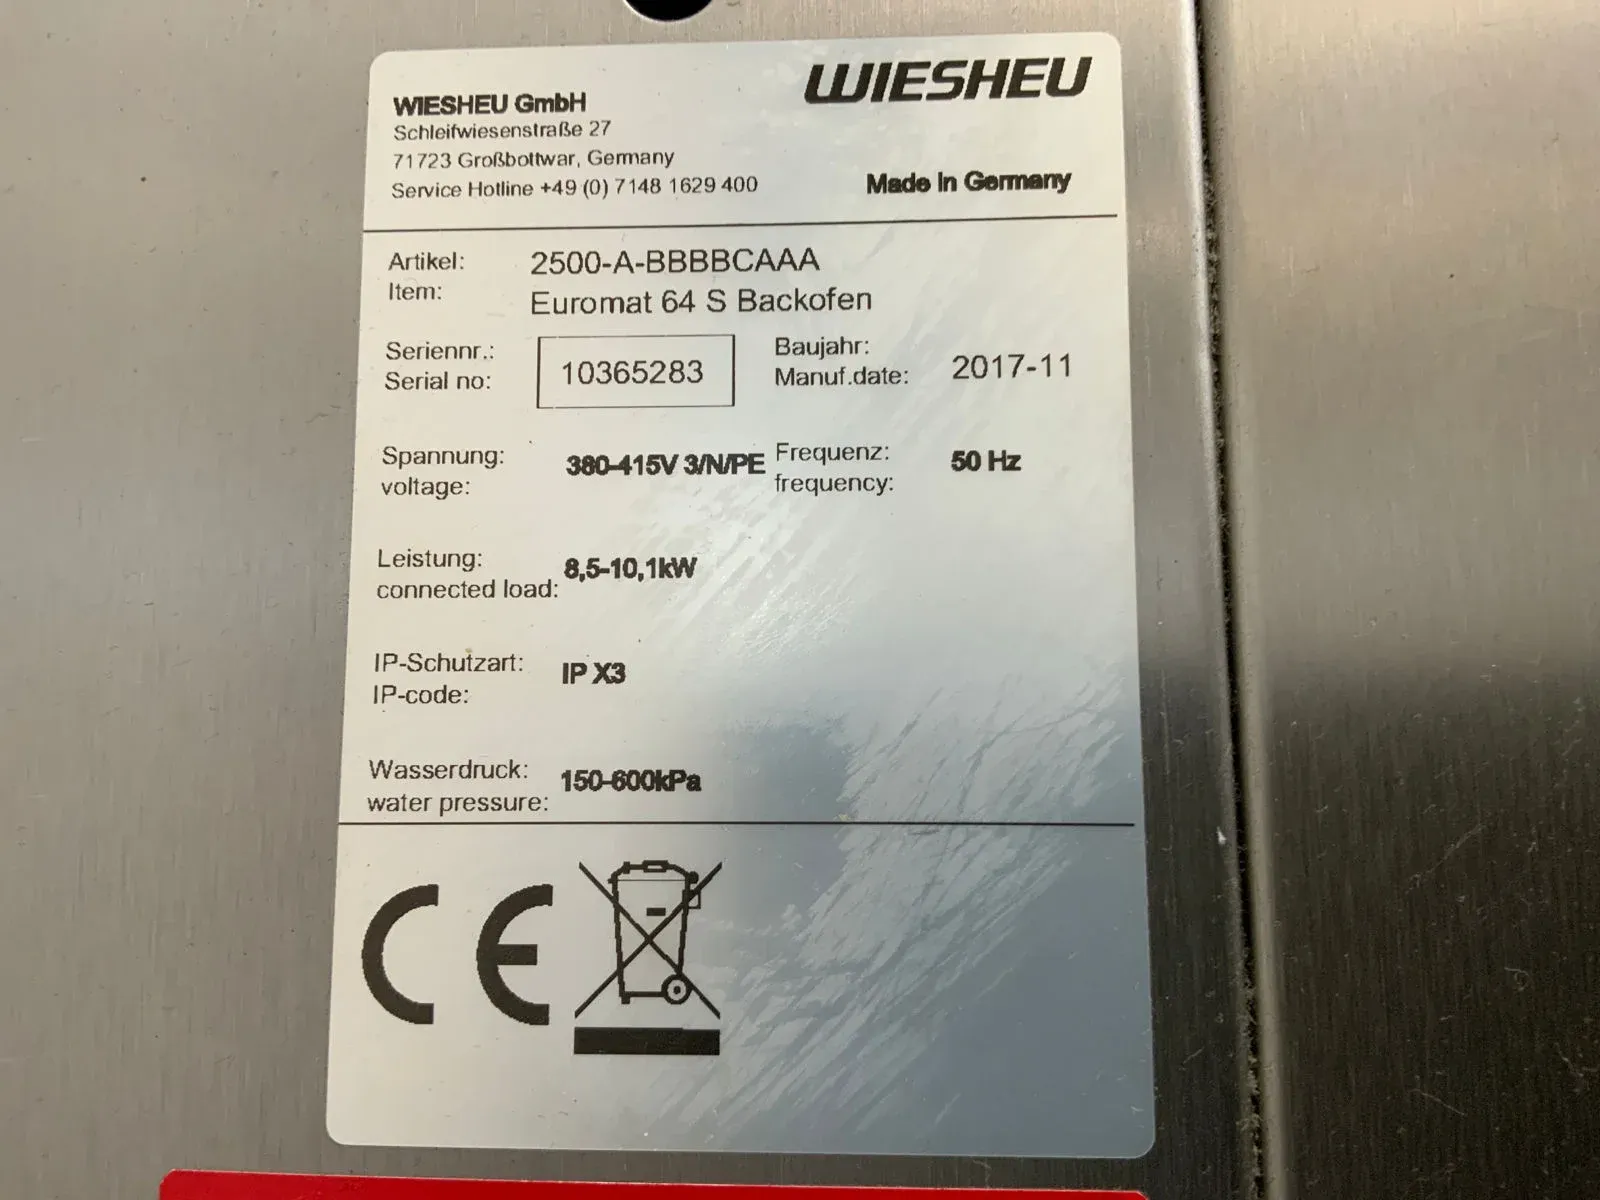 WIESHEU
WIESHEU GmbH
Schleifwiesenstraße 27
71723 Großbottwar, Germany
Service Hotline +49 (0) 7148 1629 400
Made in Germany
Artikel: 2500-A-BBBBCAAA
Item: Euromat 64 S Backofen
Seriennr.:
Serial no: 10365283
Baujahr:
Manuf.date: 2017-11
Spannung:
voltage: 380-415V 3/N/PE
Frequenz:
frequency: 50 Hz
Leistung:
connected load: 8,5-10,1kW
IP-Schutzart:
IP-code: IP X3
Wasserdruck:
water pressure: 150-600kPa
CE